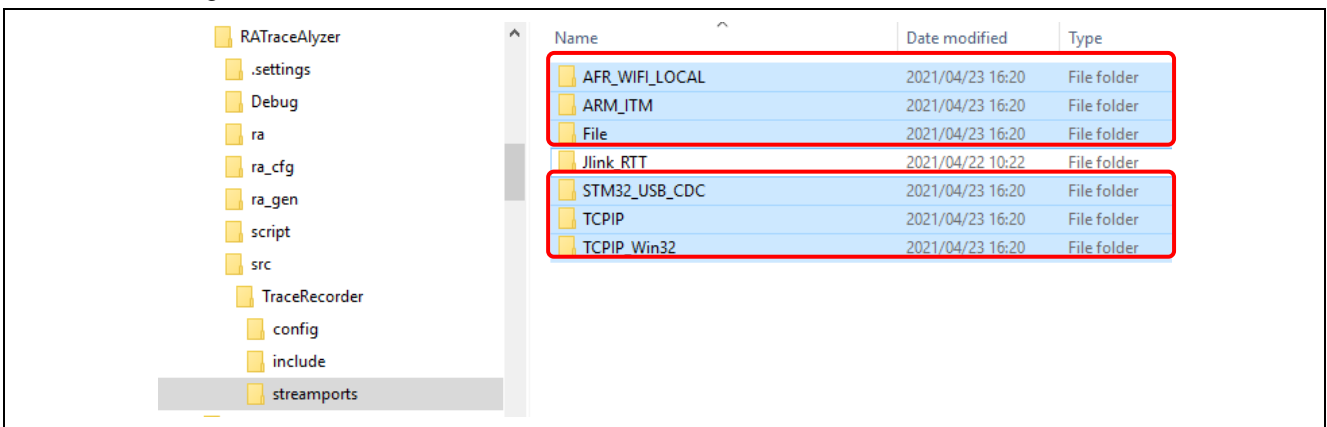 RATraceAlyzer
.settings
Debug
ra
ra_cfg
ra_gen
script
src
TraceRecorder
config
include
streamports
Name Date modified Type
AFR_WIFI_LOCAL 2021/04/23 16:20 File folder
ARM_ITM 2021/04/23 16:20 File folder
File 2021/04/23 16:20 File folder
Jlink_RTT 2021/04/22 10:22 File folder
STM32_USB_CDC 2021/04/23 16:20 File folder
TCPIP 2021/04/23 16:20 File folder
TCPIP_Win32 2021/04/23 16:20 File folder